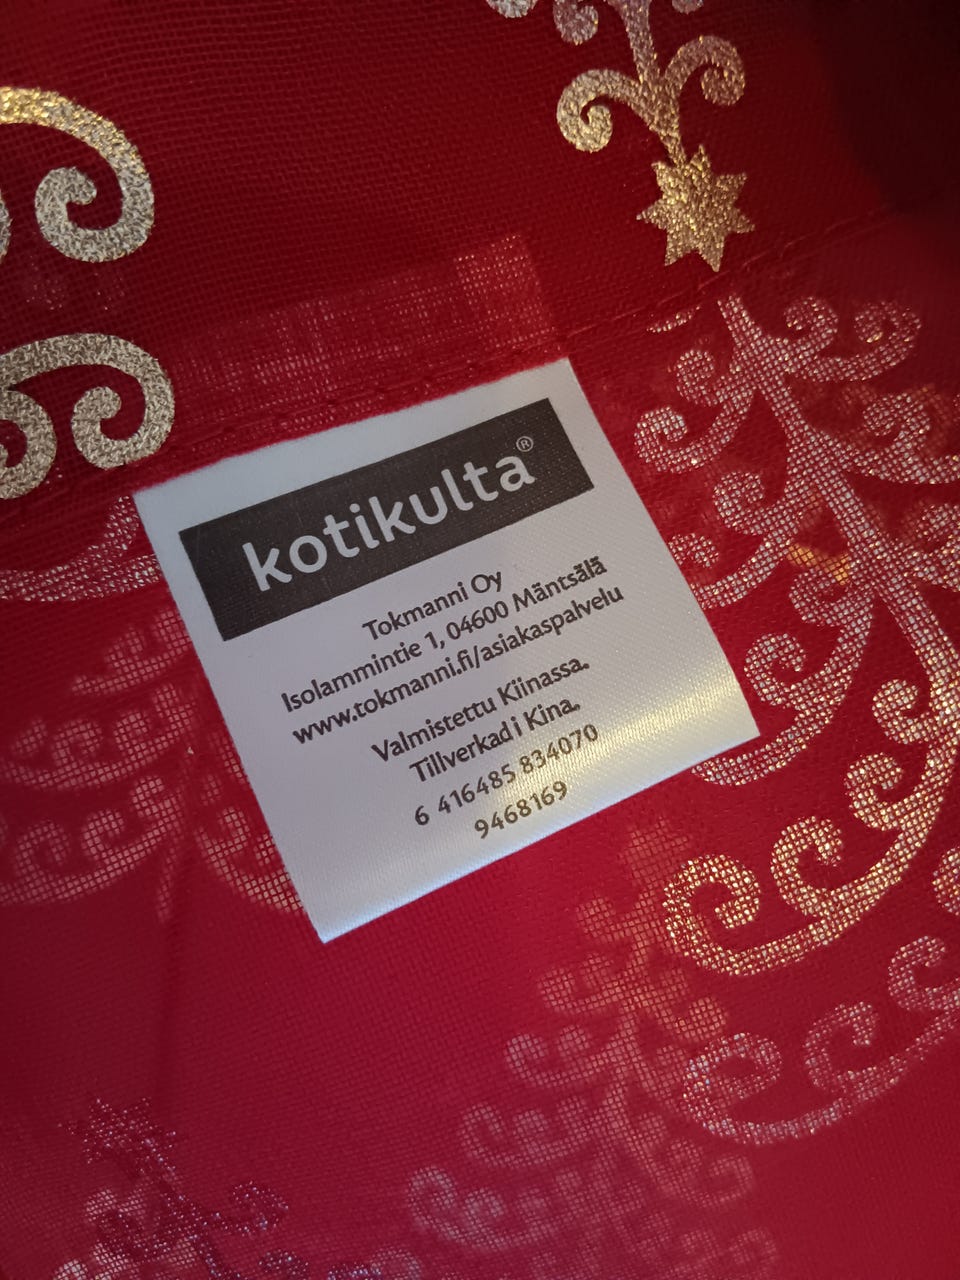 kotikulta®
Tokmanni Oy
Isolammintie 1, 04600 Mäntsälä
www.tokmanni.fi/asiakaspalvelu
Valmistettu Kiinassa.
Tillverkad i Kina.
6 416485 834070
9468169